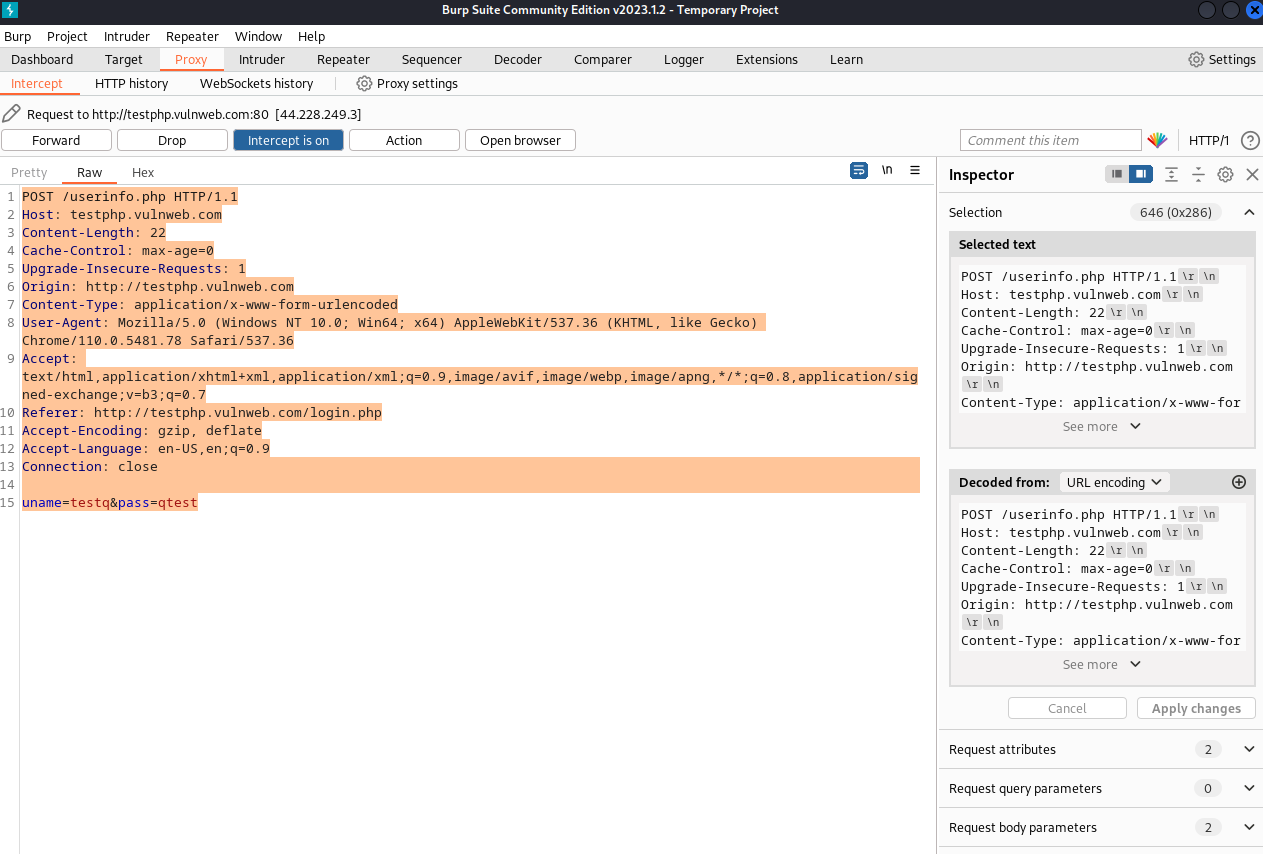 Burp Suite Community Edition v2023.1.2 - Temporary Project
Burp Project Intruder Repeater Window Help
Dashboard Target Proxy Intruder Repeater Sequencer Decoder Comparer Logger Extensions Learn Settings
Intercept HTTP history WebSockets history Proxy settings
Request to http://testphp.vulnweb.com:80 [44.228.249.3]
Forward Drop Intercept is on Action Open browser Comment this item HTTP/1 ?
Pretty Raw Hex \n
1 POST /userinfo.php HTTP/1.1
2 Host: testphp.vulnweb.com
3 Content-Length: 22
4 Cache-Control: max-age=0
5 Upgrade-Insecure-Requests: 1
6 Origin: http://testphp.vulnweb.com
7 Content-Type: application/x-www-form-urlencoded
8 User-Agent: Mozilla/5.0 (Windows NT 10.0; Win64; x64) AppleWebKit/537.36 (KHTML, like Gecko)
Chrome/110.0.5481.78 Safari/537.36
9 Accept:
text/html,application/xhtml+xml,application/xml;q=0.9,image/avif,image/webp,image/apng,*/*;q=0.8,application/sig
ned-exchange;v=b3;q=0.7
10 Referer: http://testphp.vulnweb.com/login.php
11 Accept-Encoding: gzip, deflate
12 Accept-Language: en-US,en;q=0.9
13 Connection: close
14
15 uname=testq&pass=qtest
Inspector
Selection 646 (0x286)
Selected text
POST /userinfo.php HTTP/1.1 \r \n
Host: testphp.vulnweb.com \r \n
Content-Length: 22 \r \n
Cache-Control: max-age=0 \r \n
Upgrade-Insecure-Requests: 1 \r \n
Origin: http://testphp.vulnweb.com
\r \n
Content-Type: application/x-www-for
See more
Decoded from: URL encoding
POST /userinfo.php HTTP/1.1 \r \n
Host: testphp.vulnweb.com \r \n
Content-Length: 22 \r \n
Cache-Control: max-age=0 \r \n
Upgrade-Insecure-Requests: 1 \r \n
Origin: http://testphp.vulnweb.com
\r \n
Content-Type: application/x-www-for
See more
Cancel Apply changes
Request attributes 2
Request query parameters 0
Request body parameters 2